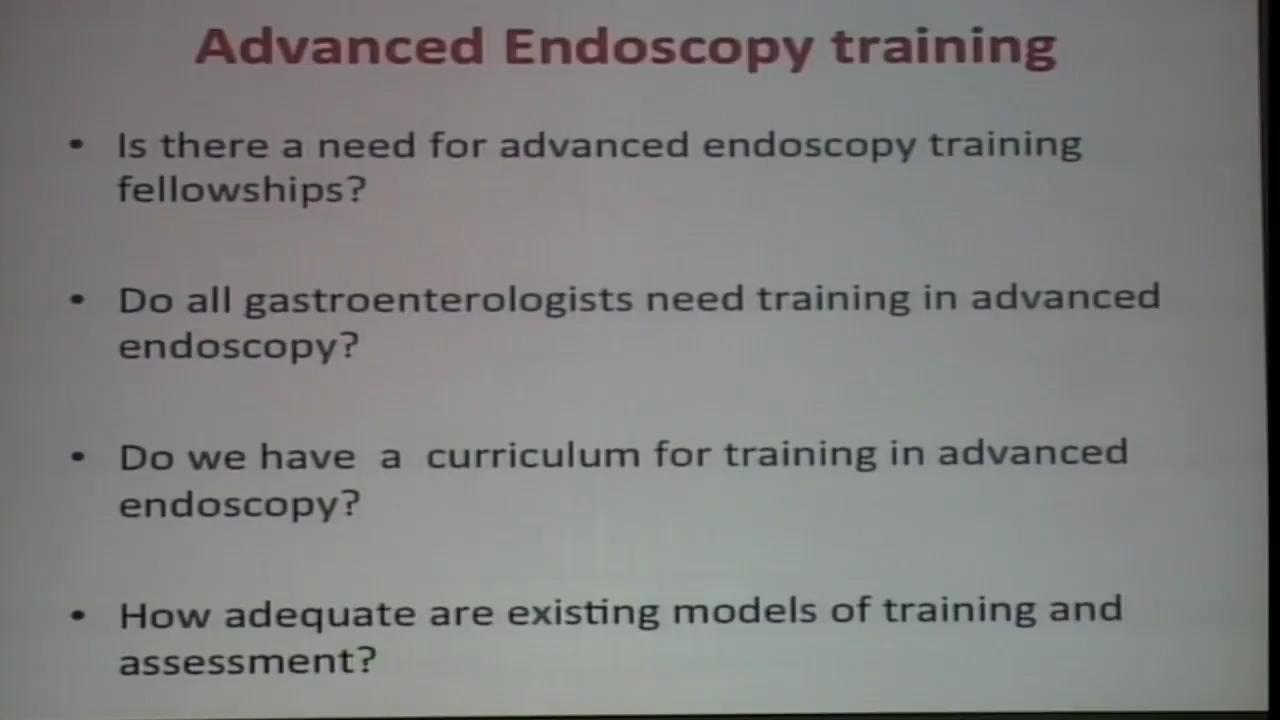 Advanced Endoscopy training
• Is there a need for advanced endoscopy training
fellowships?
• Do all gastroenterologists need training in advanced
endoscopy?
• Do we have a curriculum for training in advanced
endoscopy?
• How adequate are existing models of training and
assessment?